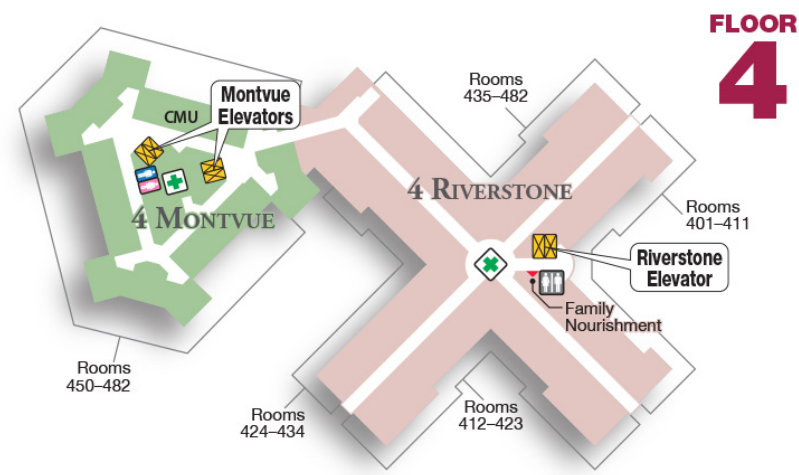 FLOOR
4
Rooms
435–482
Montvue
Elevators
CMU
4 RIVERSTONE
4 MONTVUE
Rooms
401–411
Riverstone
Elevator
Family
Nourishment
Rooms
450–482
Rooms
424–434
Rooms
412–423